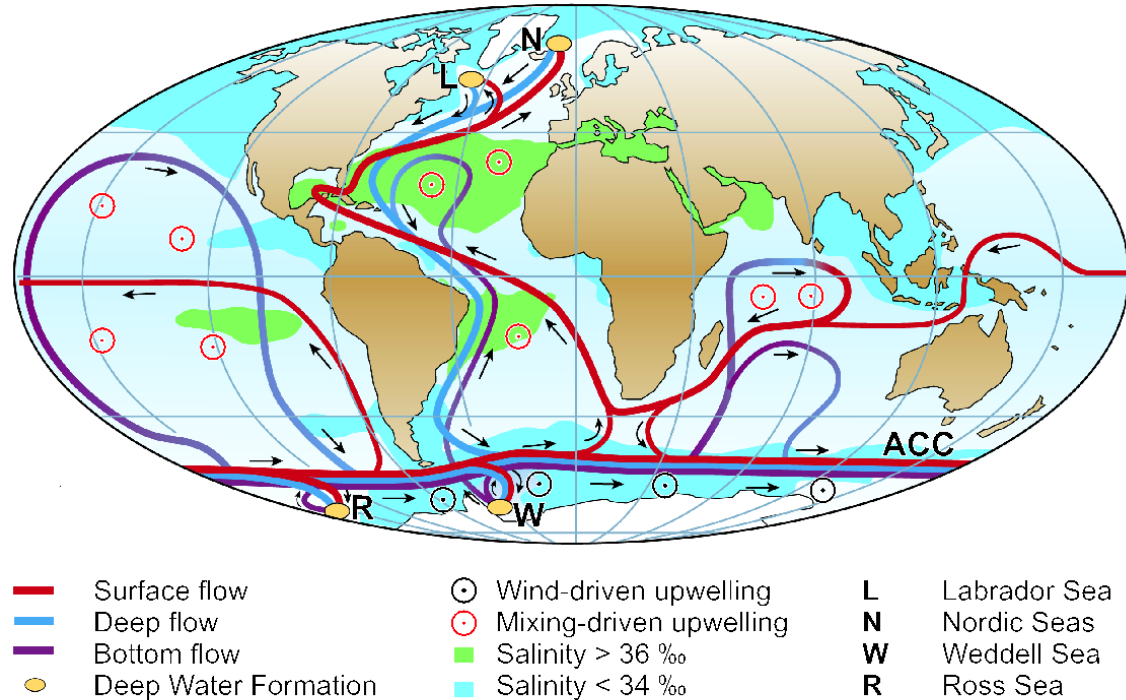 N
L
ACC
R
W
Surface flow
Deep flow
Bottom flow
Deep Water Formation
Wind-driven upwelling
Mixing-driven upwelling
Salinity > 36 ‰
Salinity < 34 ‰
L Labrador Sea
N Nordic Seas
W Weddell Sea
R Ross Sea